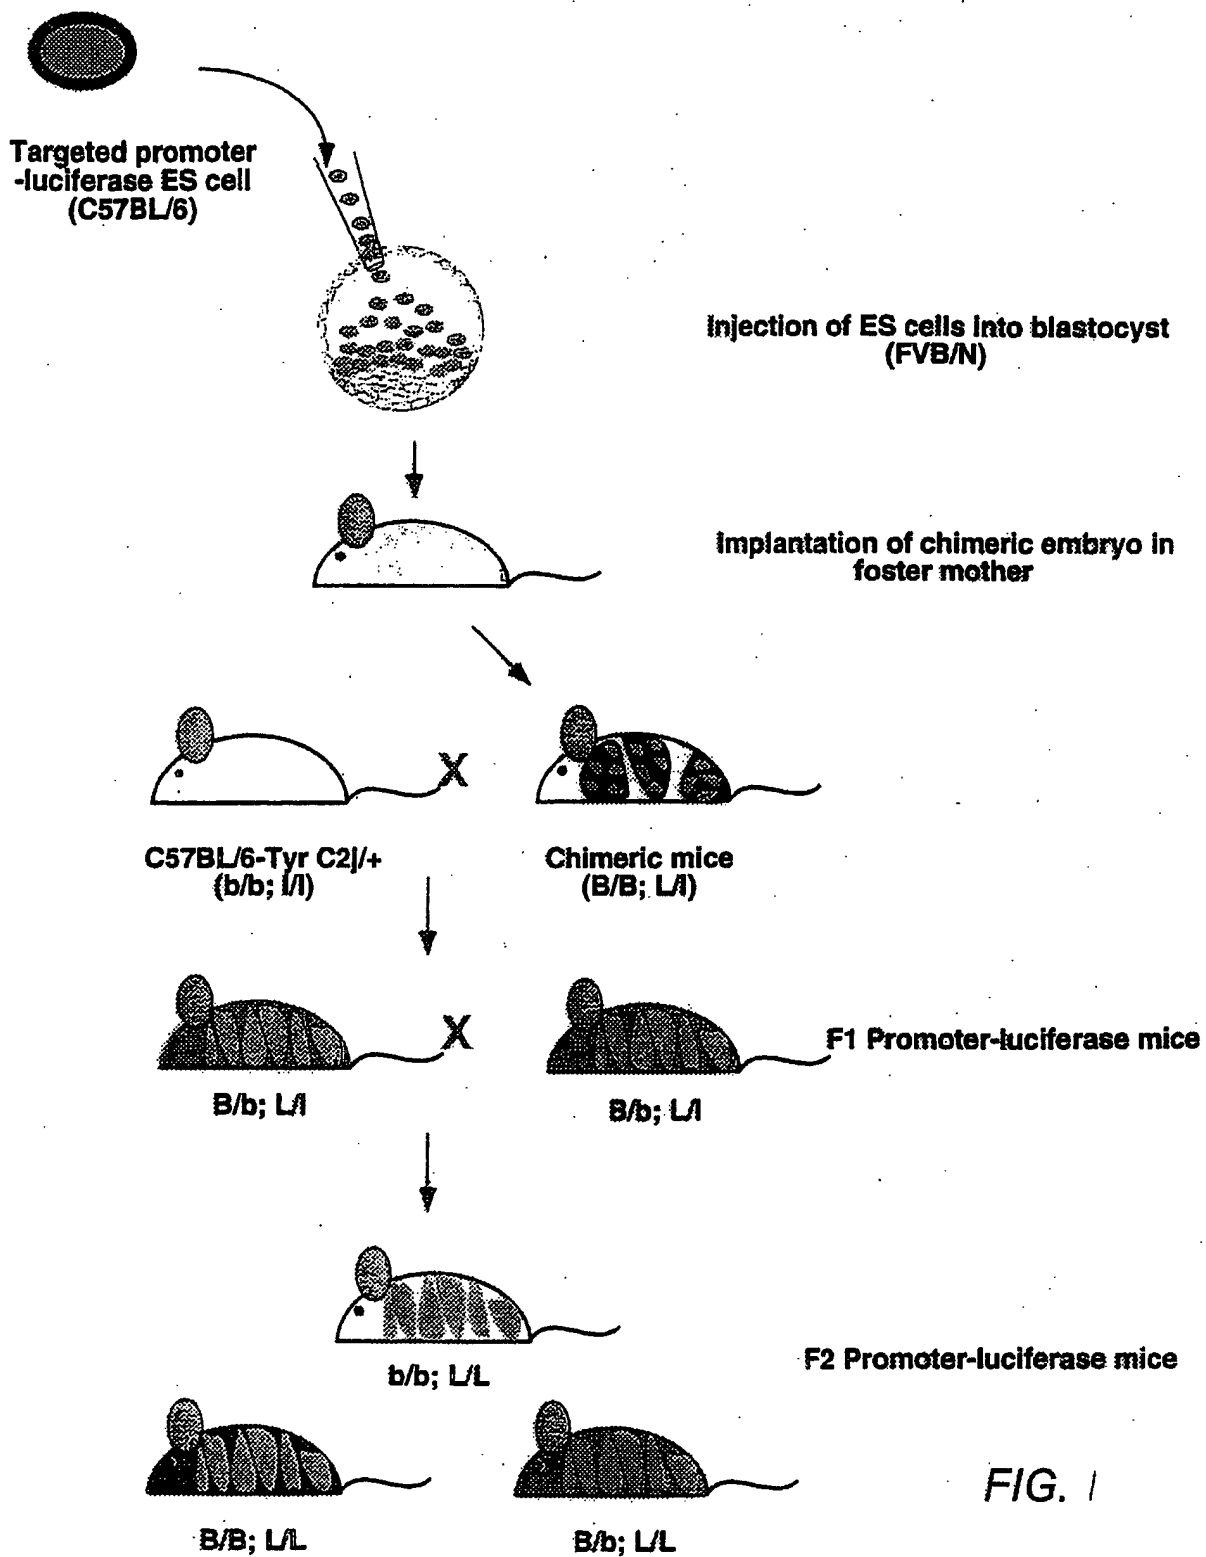 Targeted promoter
-luciferase ES cell
(C57BL/6)
Injection of ES cells into blastocyst
(FVB/N)
Implantation of chimeric embryo in
foster mother
X
C57BL/6-Tyr C2j/+
(b/b; l/l)
Chimeric mice
(B/B; L/l)
X
F1 Promoter-luciferase mice
B/b; L/l
B/b; L/l
b/b; L/L
F2 Promoter-luciferase mice
B/B; L/L
B/b; L/L
FIG. 1